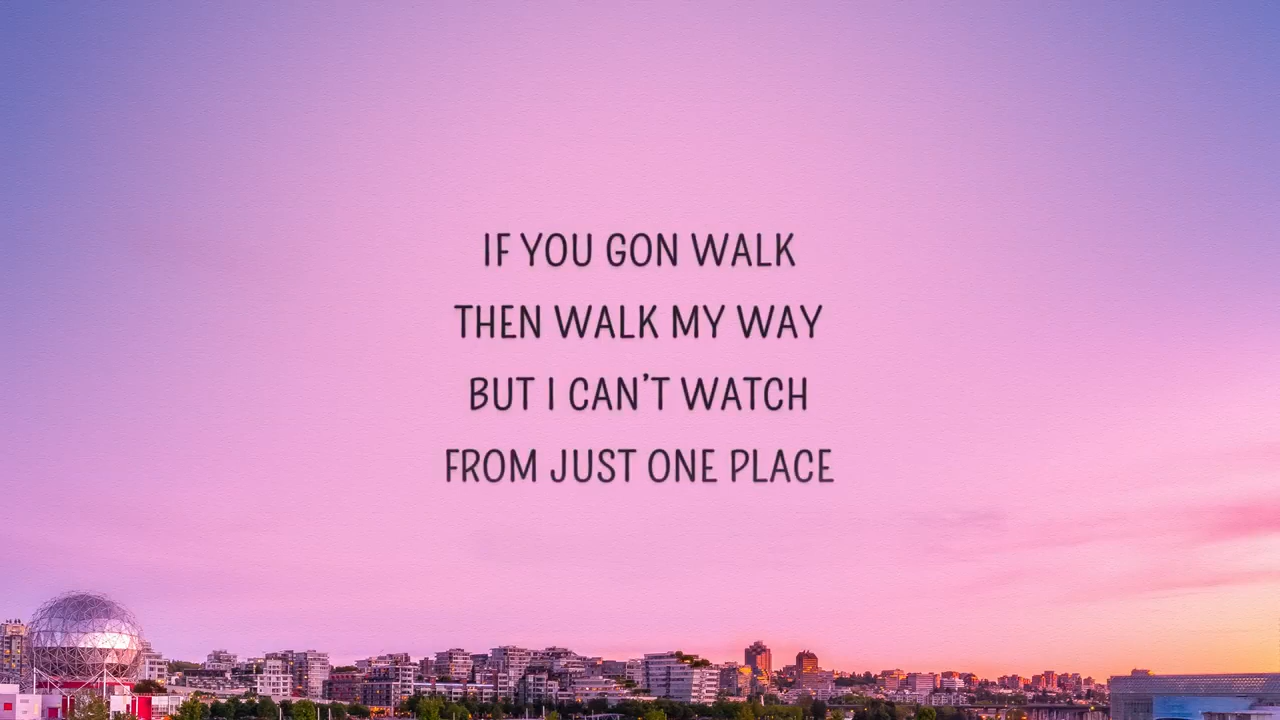 IF YOU GON WALK
THEN WALK MY WAY
BUT I CAN'T WATCH
FROM JUST ONE PLACE